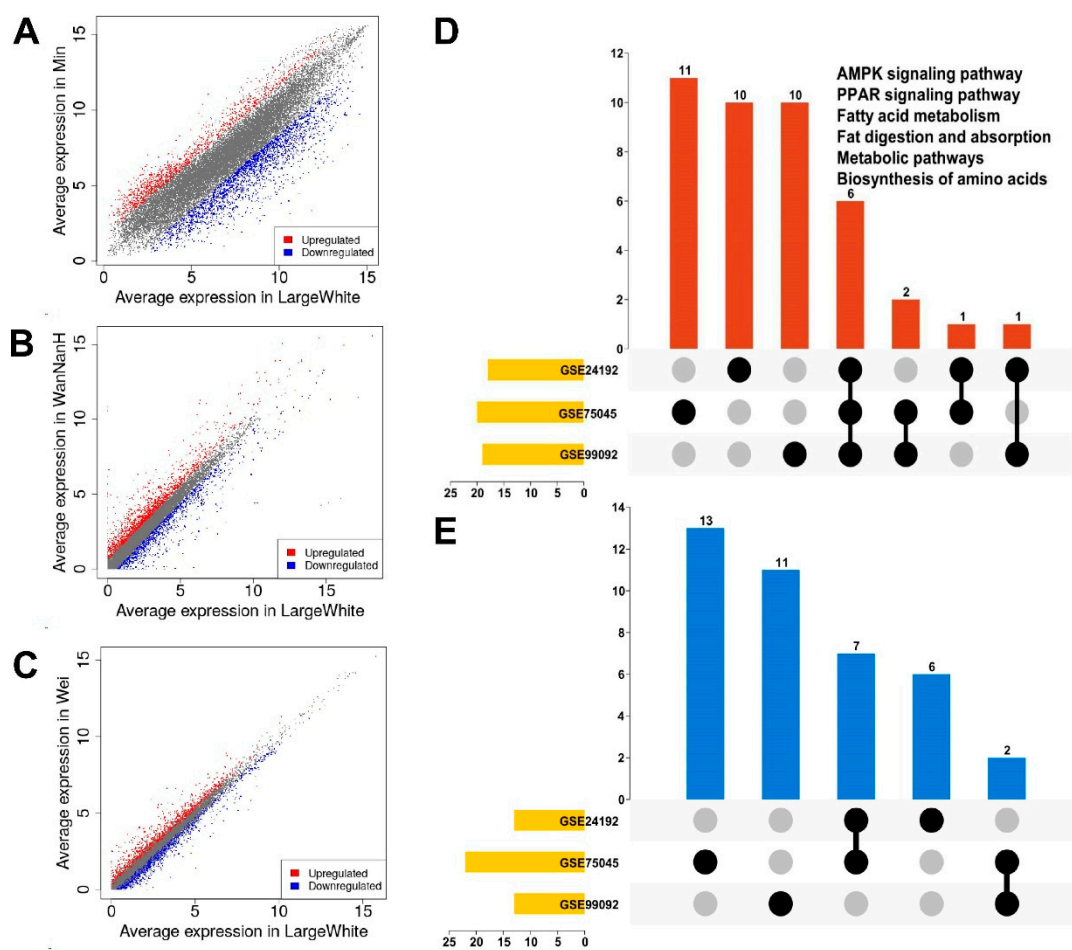 A
Average expression in Min
15
10
5
0
Upregulated
Downregulated
0 5 10 15
Average expression in LargeWhite
B
Average expression in WanNanH
15
10
5
0
Upregulated
Downregulated
0 5 10 15
Average expression in LargeWhite
C
Average expression in Wei
15
10
5
0
Upregulated
Downregulated
0 5 10 15
Average expression in LargeWhite
D
12
10
8
6
4
2
0
11 10 10 6 2 1 1
AMPK signaling pathway
PPAR signaling pathway
Fatty acid metabolism
Fat digestion and absorption
Metabolic pathways
Biosynthesis of amino acids
GSE24192
GSE75045
GSE99092
25 20 15 10 5 0
E
14
13
12
10
8
6
4
2
0
13 11 7 6 2
GSE24192
GSE75045
GSE99092
25 20 15 10 5 0